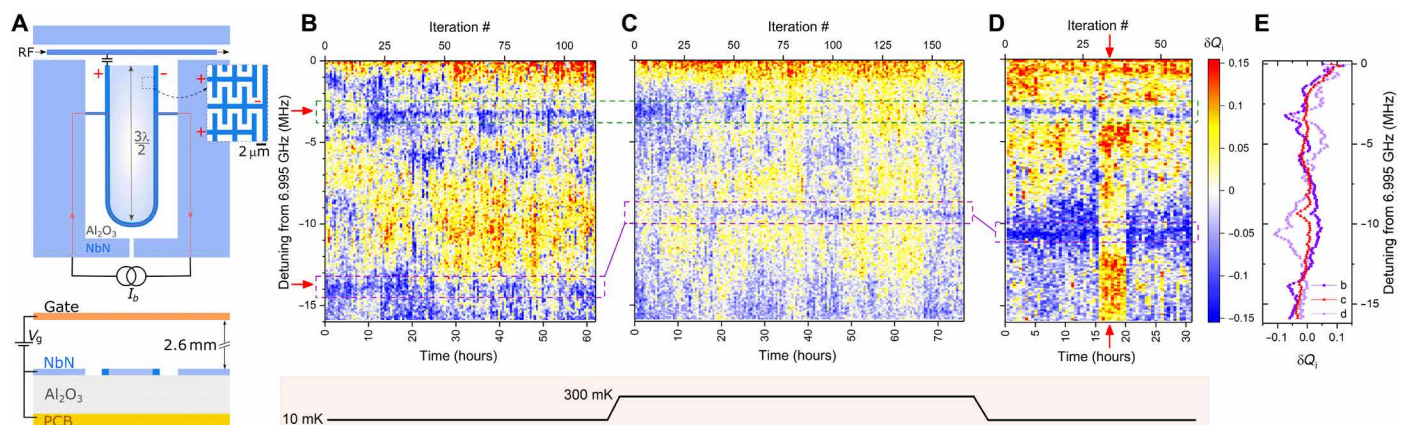 A
RF
+
−
+
−
+
2 μm
3λ
2
Al₂O₃
NbN
I_b
Gate
V_g
2.6 mm
NbN
Al₂O₃
PCB
B
Iteration #
0 25 50 75 100
Detuning from 6.995 GHz (MHz)
0
−5
−10
−15
0 10 20 30 40 50 60
Time (hours)
C
Iteration #
0 25 50 75 100 125 150
0 10 20 30 40 50 60 70
Time (hours)
D
Iteration #
0 25 50
0 5 10 15 20 25 30
Time (hours)
δQᵢ
0.15
0.10
0.05
0
−0.05
−0.1
−0.15
E
0
−5
−10
−15
Detuning from 6.995 GHz (MHz)
b
c
d
−0.1 0.0 0.1
δQᵢ
300 mK
10 mK